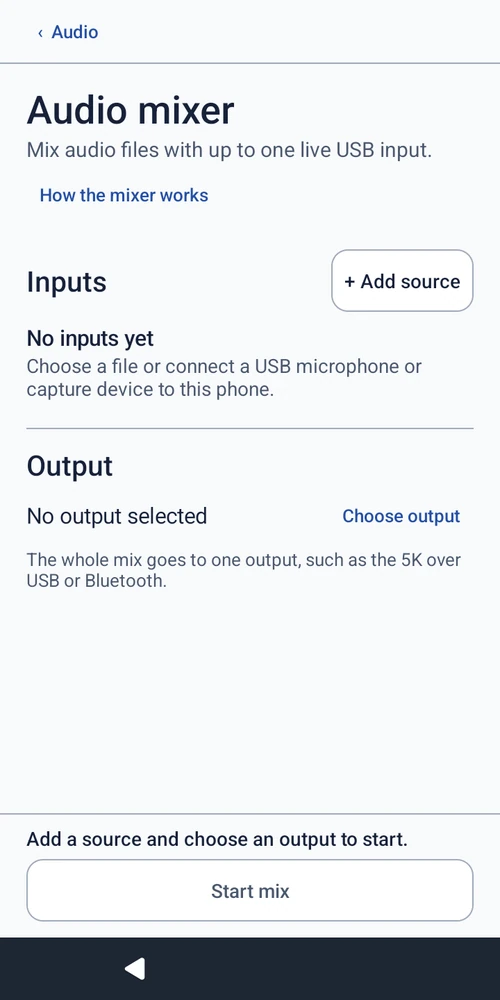 ‹ Audio
Audio mixer
Mix audio files with up to one live USB input.
How the mixer works
Inputs
+ Add source
No inputs yet
Choose a file or connect a USB microphone or
capture device to this phone.
Output
No output selected
Choose output
The whole mix goes to one output, such as the 5K over
USB or Bluetooth.
Add a source and choose an output to start.
Start mix